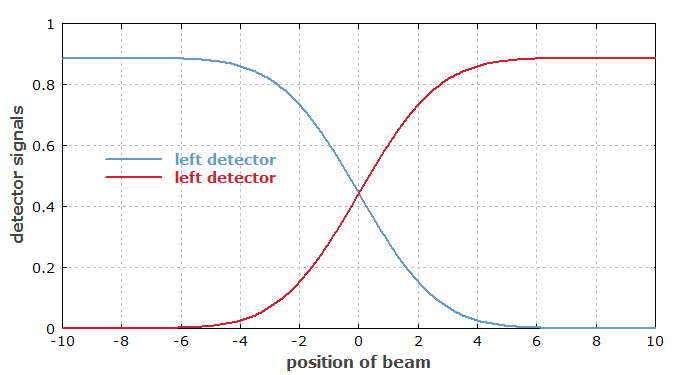 1
0.8
0.6
0.4
0.2
0
detector signals
left detector
left detector
-10 -8 -6 -4 -2 0 2 4 6 8 10
position of beam